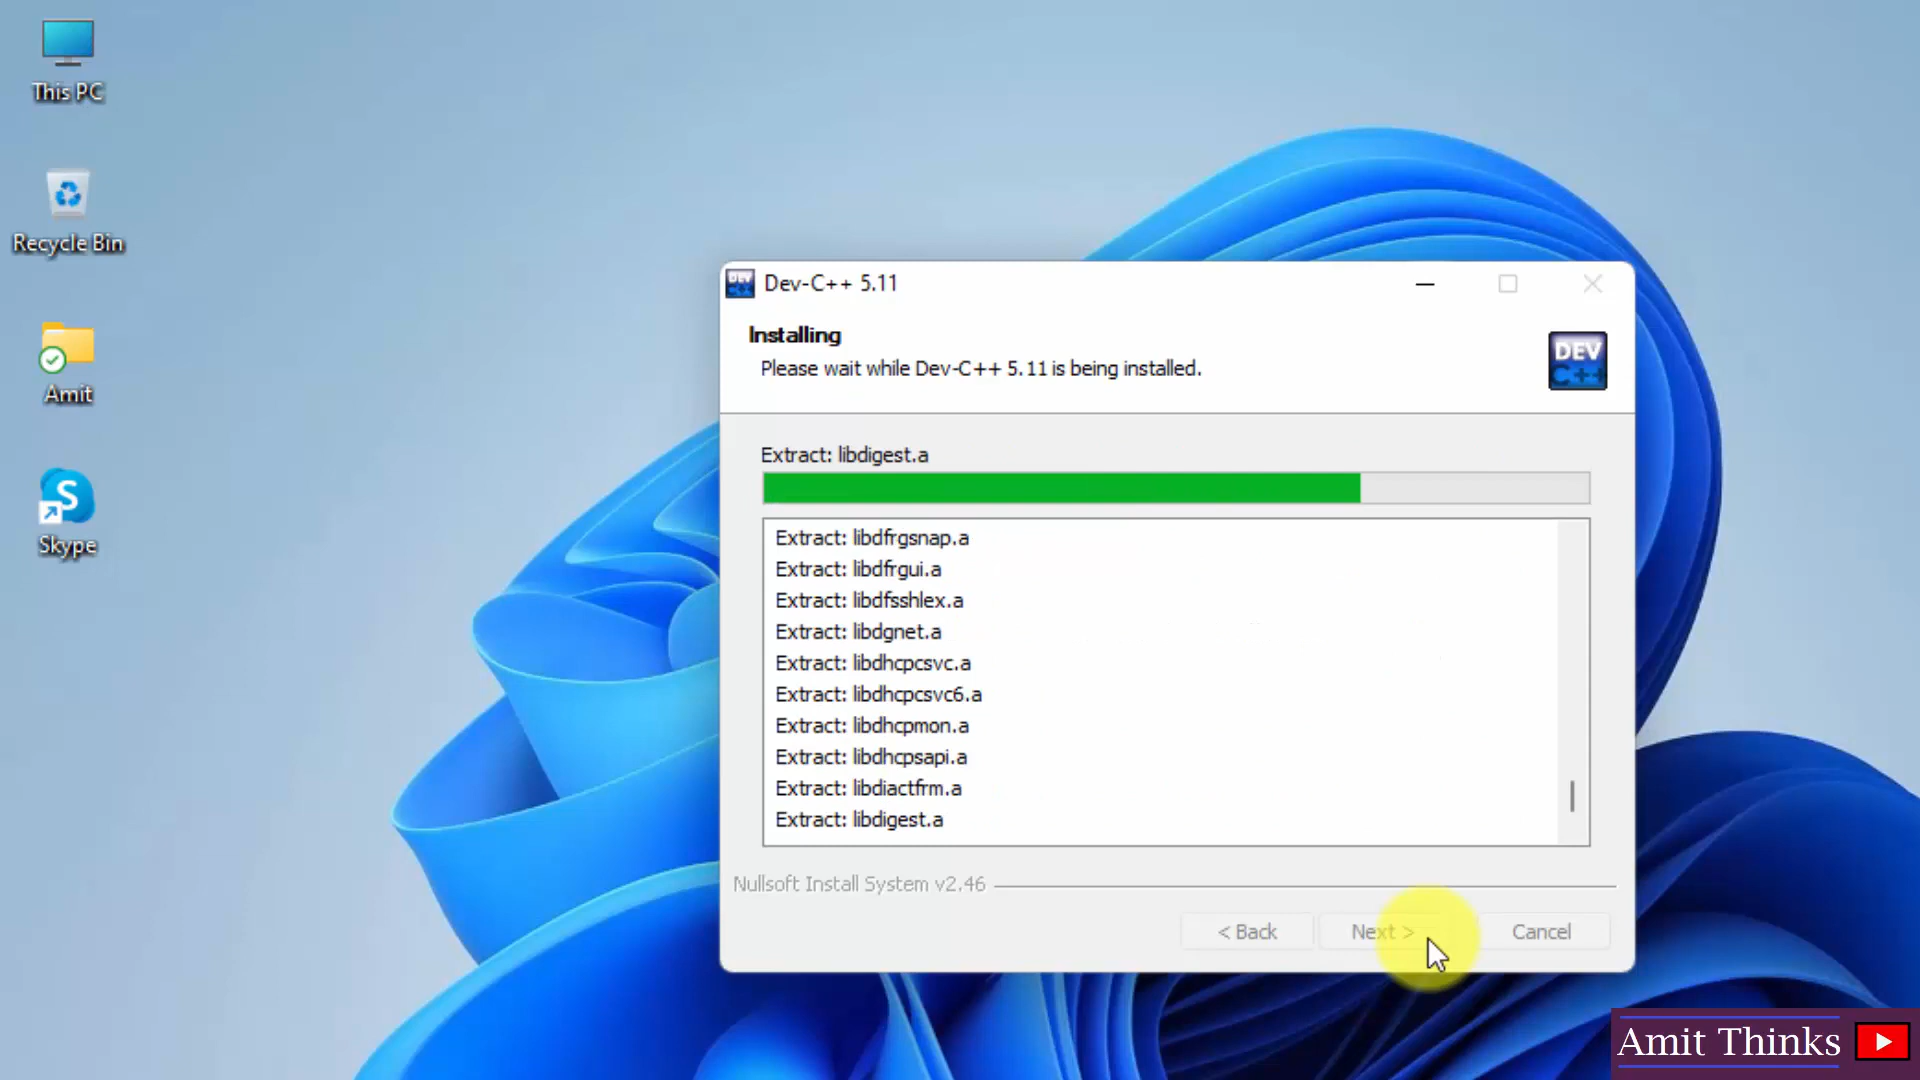 This PC
Recycle Bin
Amit
Skype
DEV
C++
Dev-C++ 5.11
Installing
Please wait while Dev-C++ 5.11 is being installed.
DEV
C++
Extract: libdigest.a
Extract: libdfrgsnap.a
Extract: libdfrgui.a
Extract: libdfsshlex.a
Extract: libdgnet.a
Extract: libdhcpcsvc.a
Extract: libdhcpcsvc6.a
Extract: libdhcpmon.a
Extract: libdhcpsapi.a
Extract: libdiactfrm.a
Extract: libdigest.a
Nullsoft Install System v2.46
< Back
Next >
Cancel
Amit Thinks